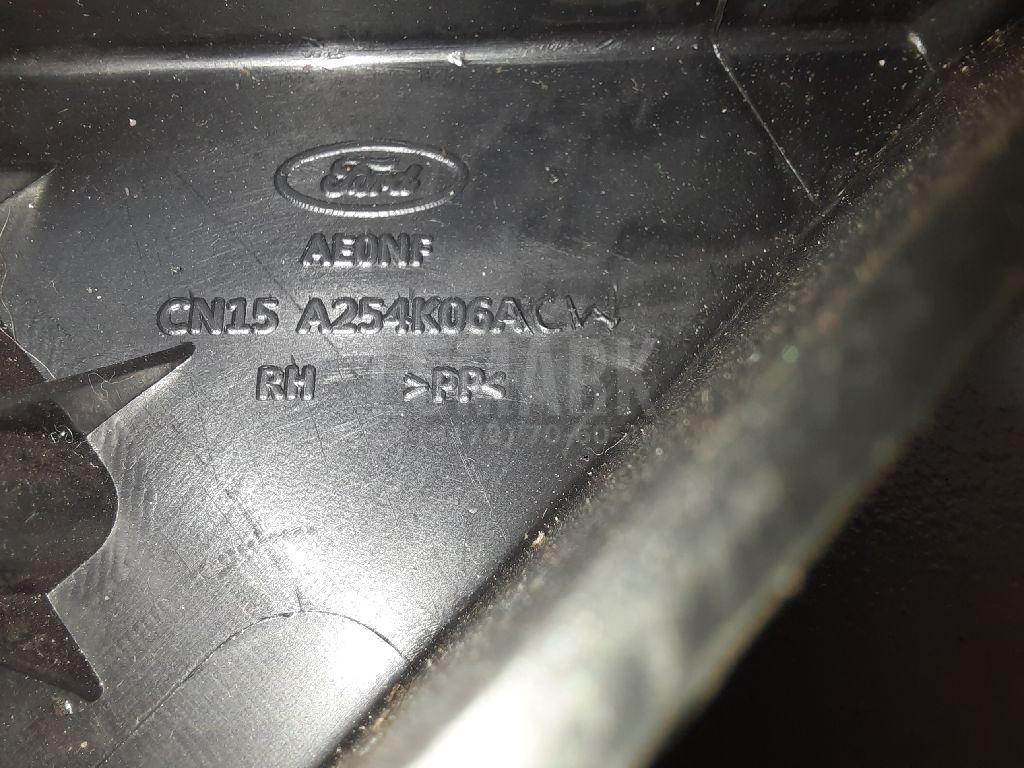 Ford
AE0NF
CN15 A254K06ACW
RH >PP<